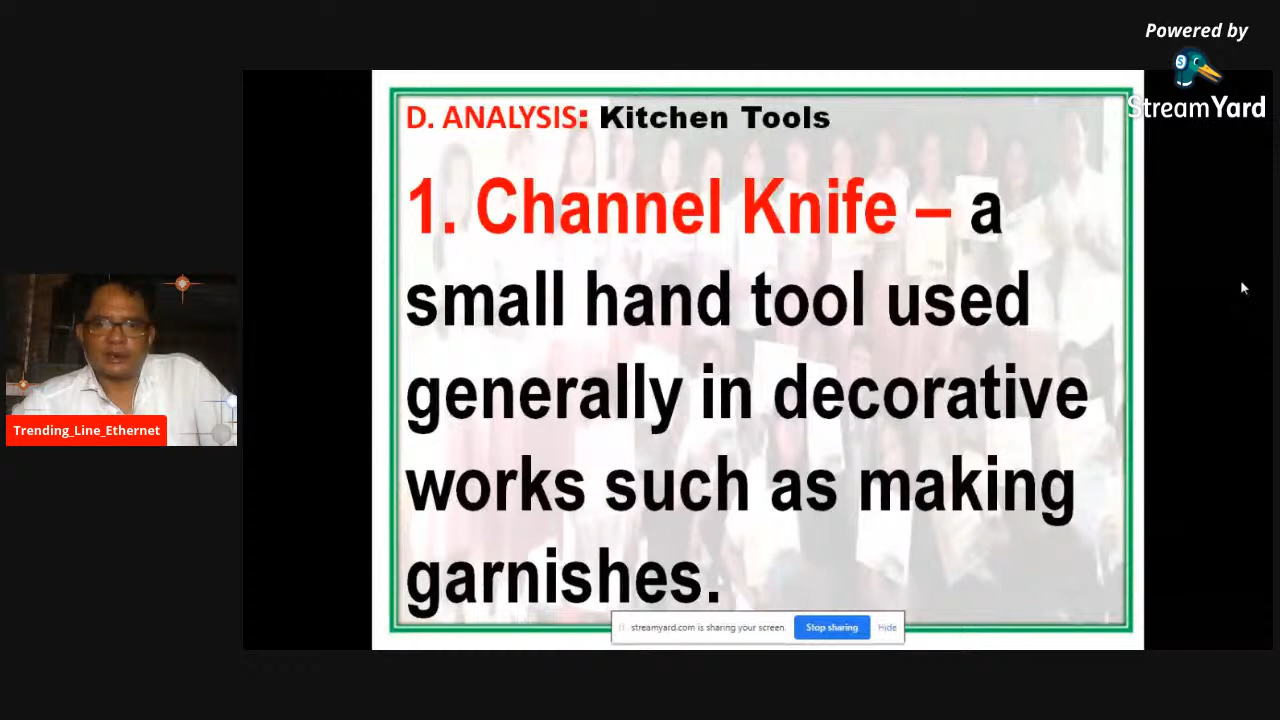 Powered by
StreamYard
D. ANALYSIS: Kitchen Tools
1. Channel Knife – a
small hand tool used
generally in decorative
works such as making
garnishes.
Trending_Line_Ethernet
streamyard.com is sharing your screen. Stop sharing Hide